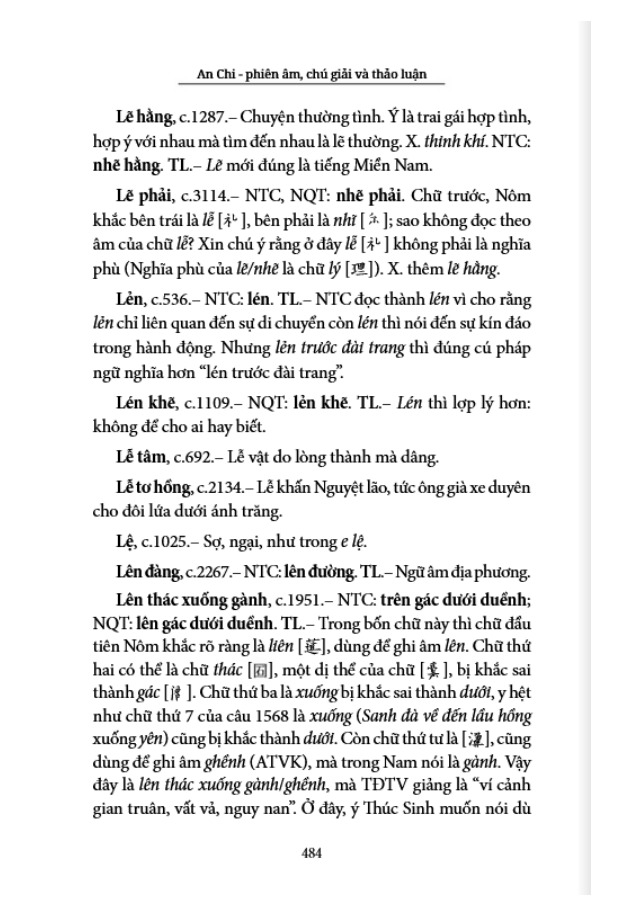 An Chi - phiên âm, chú giải và thảo luận
Lẽ hằng, c.1287.– Chuyện thường tình. Ý là trai gái hợp tình,
hợp ý với nhau mà tìm đến nhau là lẽ thường. X. thinh khí. NTC:
nhẽ hằng. TL.– Lẽ mới đúng là tiếng Miền Nam.
Lẽ phải, c.3114.– NTC, NQT: nhẽ phải. Chữ trước, Nôm
khắc bên trái là lễ [礼], bên phải là nhĩ [尔]; sao không đọc theo
âm của chữ lễ? Xin chú ý rằng ở đây lễ [礼] không phải là nghĩa
phù (Nghĩa phù của lẽ/nhẽ là chữ lý [理]). X. thêm lẽ hằng.
Lẻn, c.536.– NTC: lén. TL.– NTC đọc thành lén vì cho rằng
lẻn chỉ liên quan đến sự di chuyển còn lén thì nói đến sự kín đáo
trong hành động. Nhưng lẻn trước đài trang thì đúng cú pháp
ngữ nghĩa hơn “lén trước đài trang”.
Lén khẽ, c.1109.– NQT: lẻn khẽ. TL.– Lén thì lợp lý hơn:
không để cho ai hay biết.
Lễ tâm, c.692.– Lễ vật do lòng thành mà dâng.
Lễ tơ hồng, c.2134.– Lễ khấn Nguyệt lão, tức ông già xe duyên
cho đôi lứa dưới ánh trăng.
Lệ, c.1025.– Sợ, ngại, như trong e lệ.
Lên đàng, c.2267.– NTC: lên đường. TL.– Ngữ âm địa phương.
Lên thác xuống gành, c.1951.– NTC: trên gác dưới duềnh;
NQT: lên gác dưới duềnh. TL.– Trong bốn chữ này thì chữ đầu
tiên Nôm khắc rõ ràng là liên [蓮], dùng để ghi âm lên. Chữ thứ
hai có thể là chữ thác [], một dị thể của chữ [], bị khắc sai
thành gác []. Chữ thứ ba là xuống bị khắc sai thành dưới, y hệt
như chữ thứ 7 của câu 1568 là xuống (Sanh đà về đến lầu hồng
xuống yên) cũng bị khắc thành dưới. Còn chữ thứ tư là [], cũng
dùng để ghi âm ghềnh (ATVK), mà trong Nam nói là gành. Vậy
đây là lên thác xuống gành/ghềnh, mà TĐTV giảng là “ví cảnh
gian truân, vất vả, nguy nan”. Ở đây, ý Thúc Sinh muốn nói dù
484